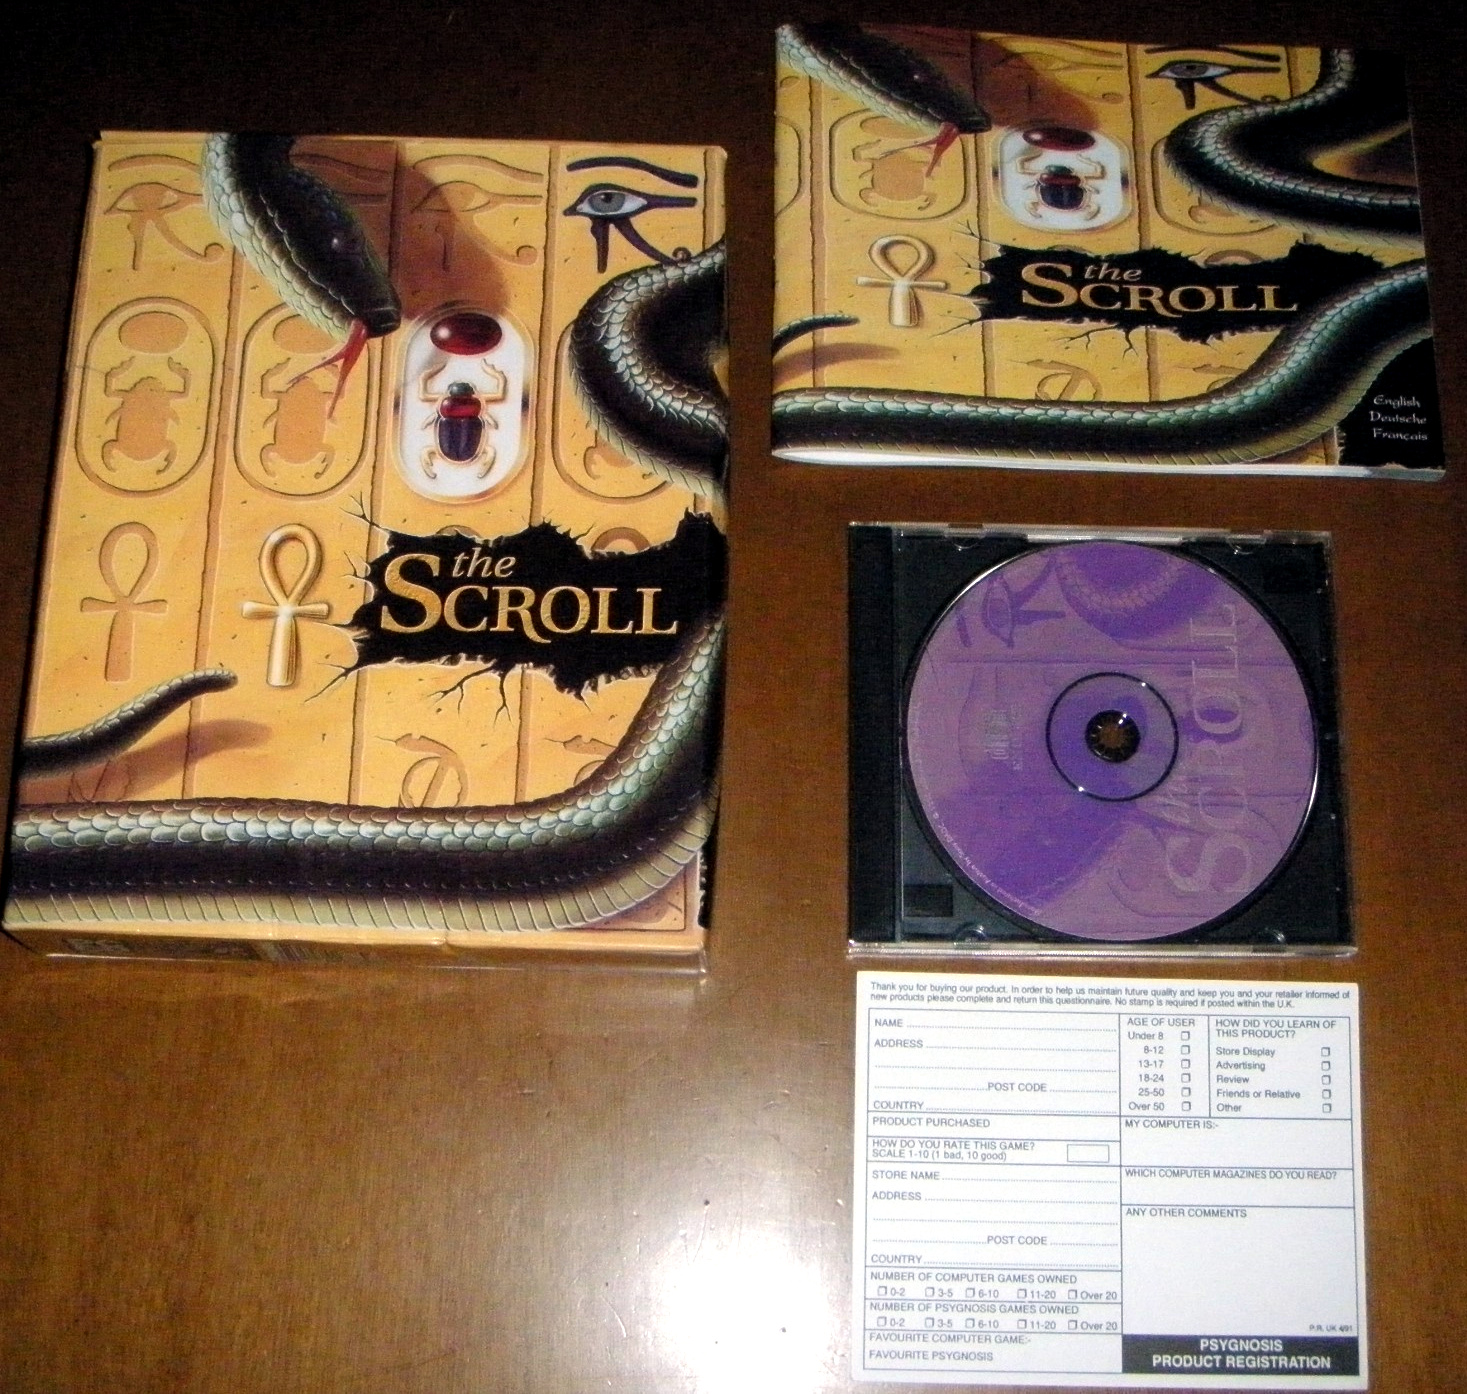 the
SCROLL
the
SCROLL
English
Deutsche
Français
the
SCROLL
Thank you for buying our product. In order to help us maintain future quality and keep you and your retailer informed of
new products please complete and return this questionnaire. No stamp is required if posted within the U.K.
NAME
ADDRESS
POST CODE
COUNTRY
AGE OF USER
Under 8
8-12
13-17
18-24
25-50
Over 50
HOW DID YOU LEARN OF
THIS PRODUCT?
Store Display
Advertising
Review
Friends or Relative
Other
PRODUCT PURCHASED
HOW DO YOU RATE THIS GAME?
SCALE 1-10 (1 bad, 10 good)
MY COMPUTER IS:-
STORE NAME
ADDRESS
POST CODE
COUNTRY
WHICH COMPUTER MAGAZINES DO YOU READ?
ANY OTHER COMMENTS
NUMBER OF COMPUTER GAMES OWNED
0-2 3-5 6-10 11-20 Over 20
NUMBER OF PSYGNOSIS GAMES OWNED
0-2 3-5 6-10 11-20 Over 20
FAVOURITE COMPUTER GAME:-
FAVOURITE PSYGNOSIS
P.R. UK 4/91
PSYGNOSIS
PRODUCT REGISTRATION